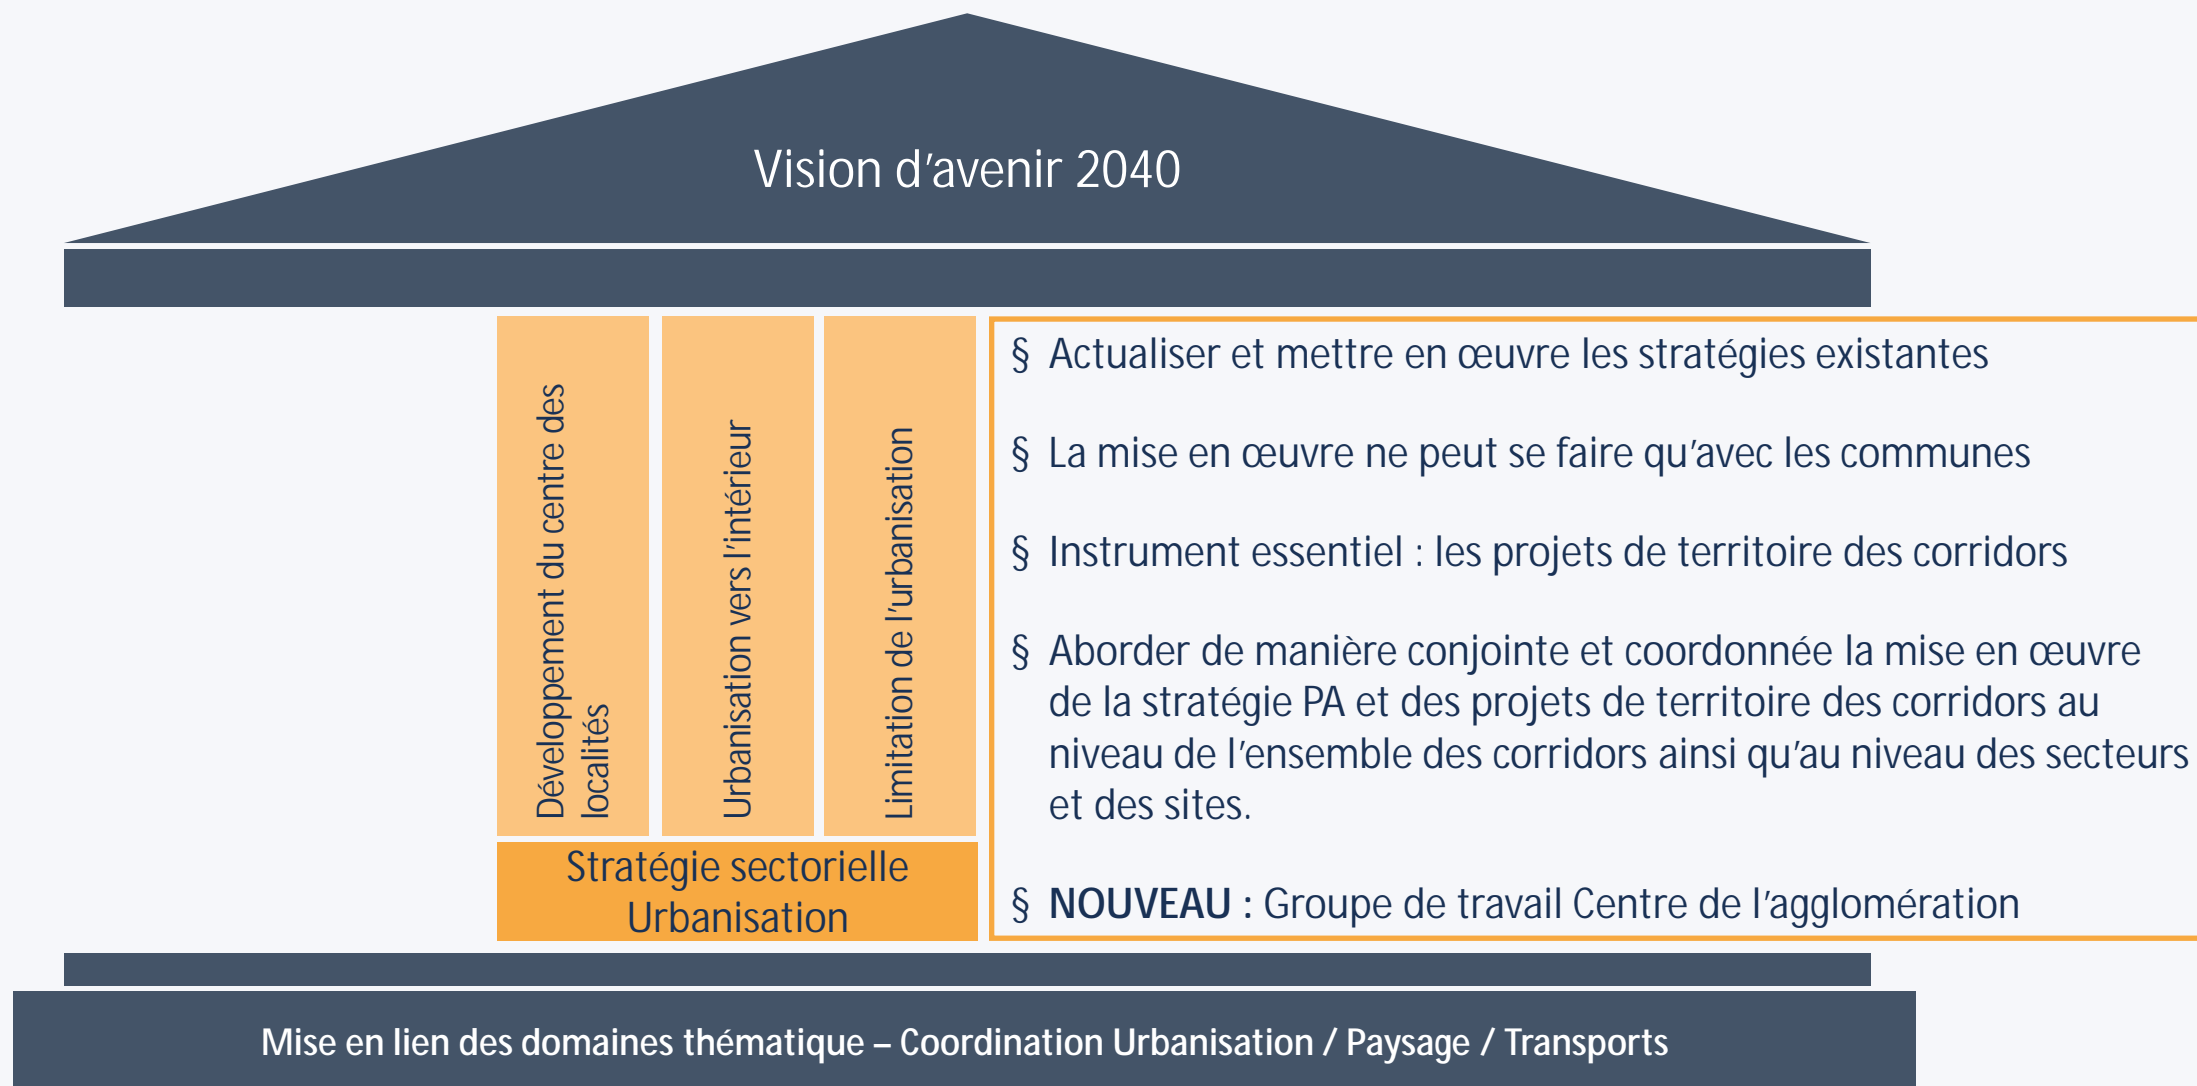 Vision d’avenir 2040
Développement du centre des
localités
Urbanisation vers l’intérieur
Limitation de l’urbanisation
Stratégie sectorielle
Urbanisation
§ Actualiser et mettre en œuvre les stratégies existantes
§ La mise en œuvre ne peut se faire qu’avec les communes
§ Instrument essentiel : les projets de territoire des corridors
§ Aborder de manière conjointe et coordonnée la mise en œuvre
de la stratégie PA et des projets de territoire des corridors au
niveau de l’ensemble des corridors ainsi qu’au niveau des secteurs
et des sites.
§ NOUVEAU : Groupe de travail Centre de l’agglomération
Mise en lien des domaines thématique – Coordination Urbanisation / Paysage / Transports